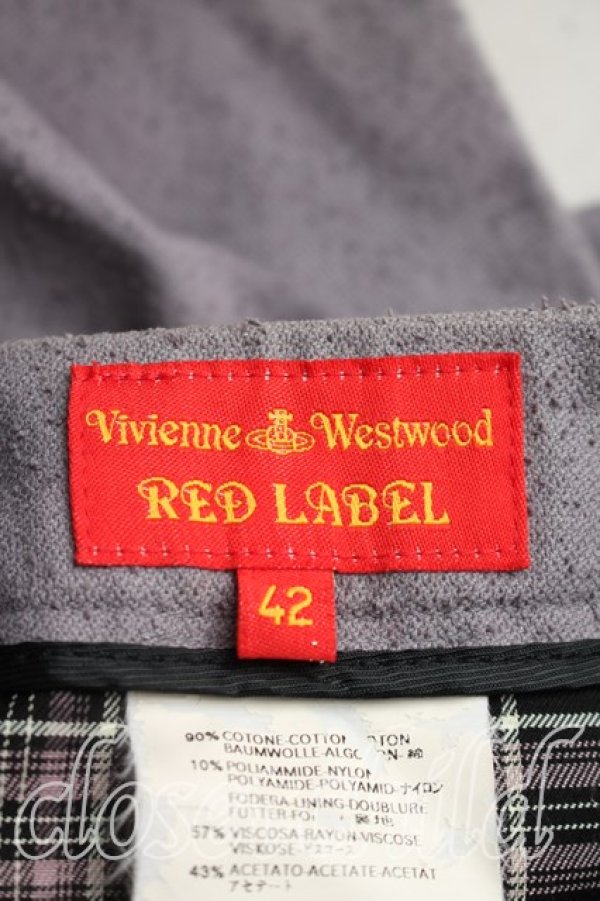 Vivienne Westwood
RED LABEL
42
90% COTONE-COTTON-COTON
BAUMWOLLE-ALGODON-綿
10% POLIAMMIDE-NYLON
POLYAMIDE-POLYAMID-ナイロン
FODERA-LINING-DOUBLURE
FUTTER-
57% VISCOSA-RAYON-VISCOSE
VISKOSE-
43% ACETATO-ACETATE-ACETAT
アセテート